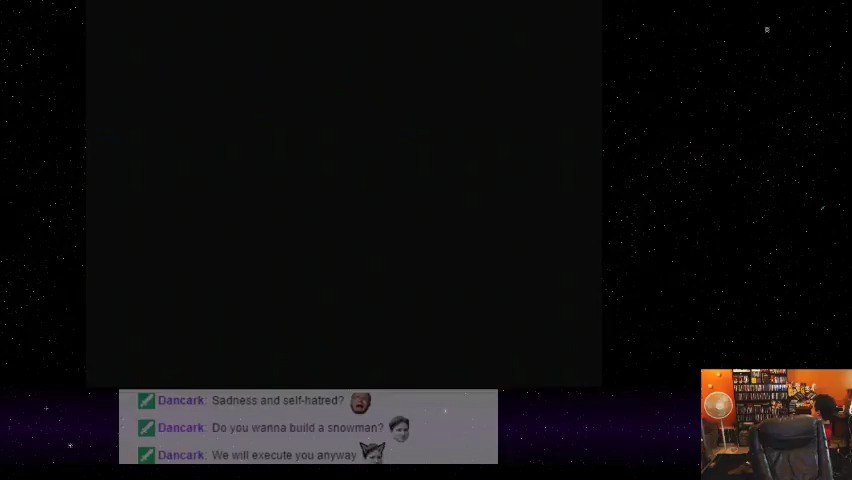 Dancark: Sadness and self-hatred?
Dancark: Do you wanna build a snowman?
Dancark: We will execute you anyway